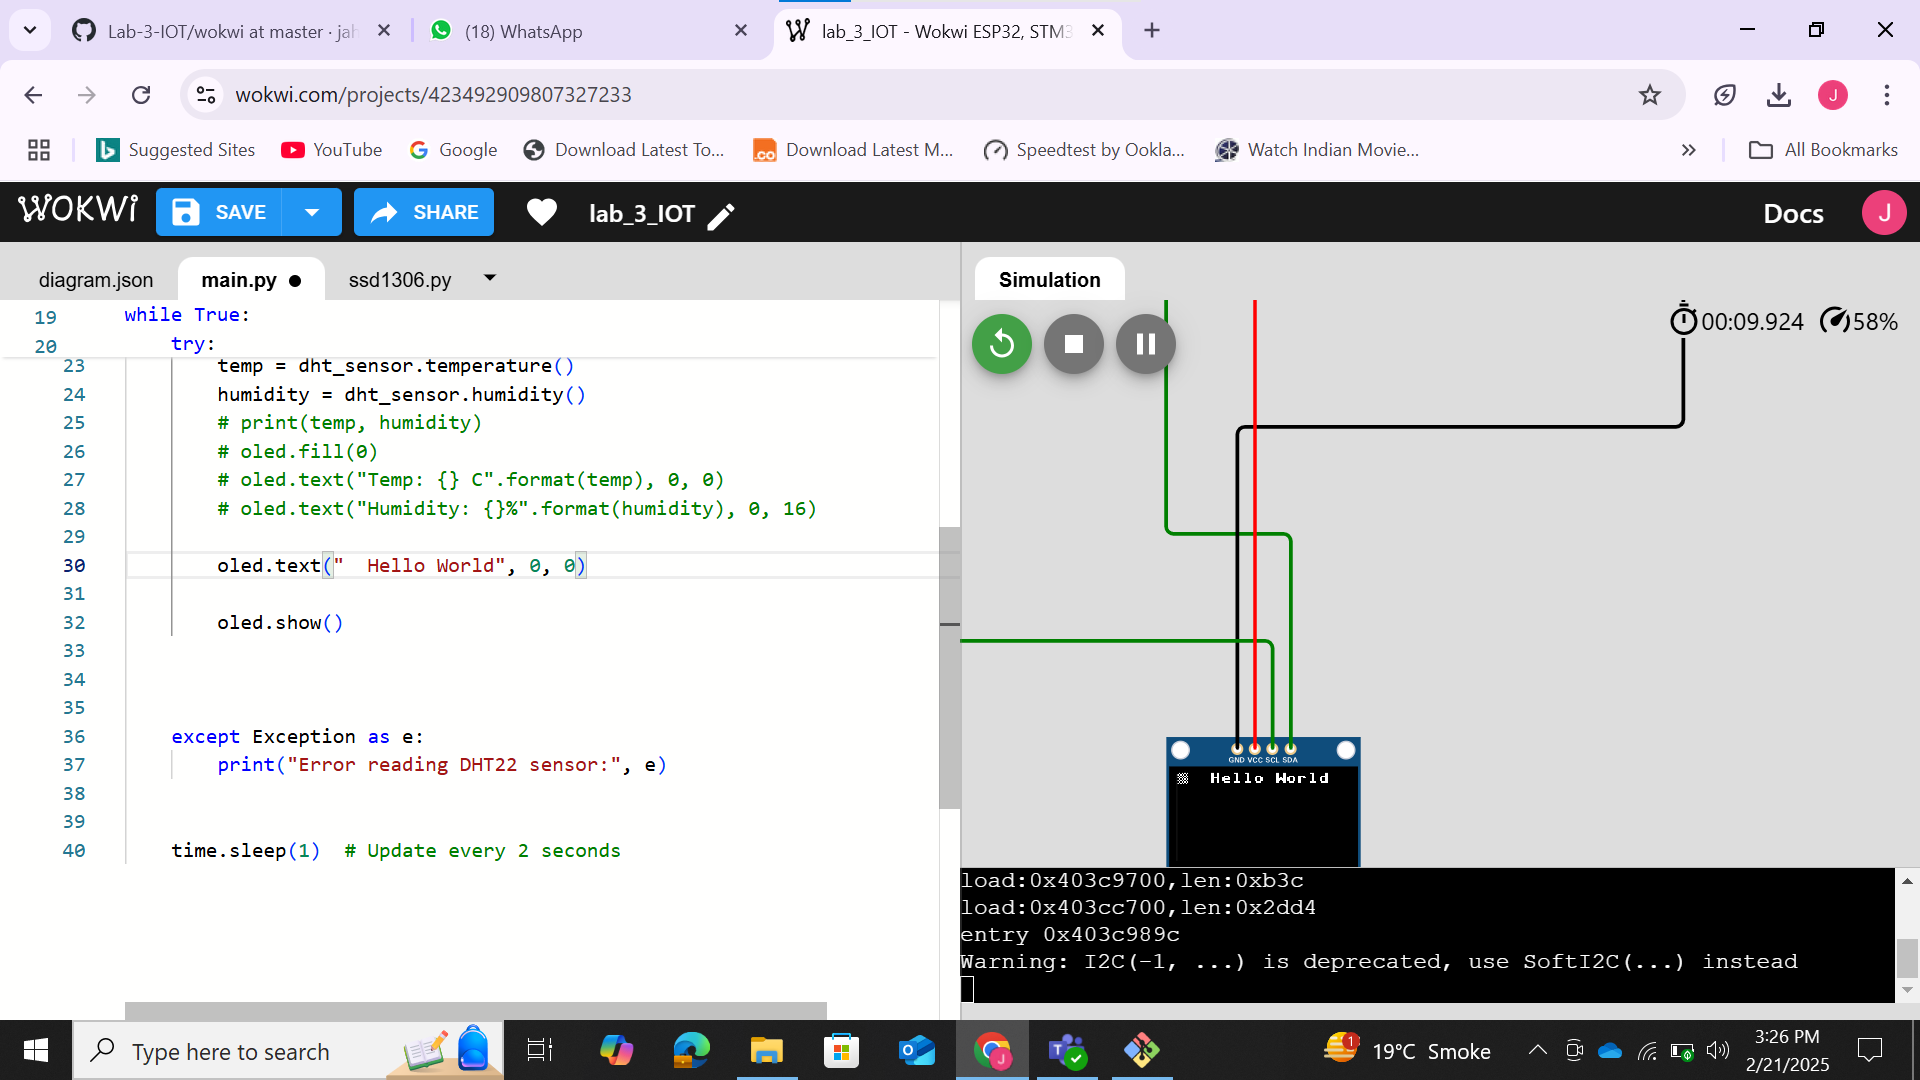 Lab-3-IOT/wokwi at master · jah
(18) WhatsApp
lab_3_IOT - Wokwi ESP32, STM3
wokwi.com/projects/423492909807327233
J
Suggested Sites
YouTube
Google
Download Latest To...
Download Latest M...
Speedtest by Ookla...
Watch Indian Movie...
»
All Bookmarks
WOKWi
SAVE
SHARE
lab_3_IOT
Docs
J
diagram.json
main.py
ssd1306.py
19 while True:
20 try:
23 temp = dht_sensor.temperature()
24 humidity = dht_sensor.humidity()
25 # print(temp, humidity)
26 # oled.fill(0)
27 # oled.text("Temp: {} C".format(temp), 0, 0)
28 # oled.text("Humidity: {}%".format(humidity), 0, 16)
29
30 oled.text("  Hello World", 0, 0)
31
32 oled.show()
33
34
35
36 except Exception as e:
37 print("Error reading DHT22 sensor:", e)
38
39
40 time.sleep(1)  # Update every 2 seconds
Simulation
00:09.924
58%
GND VCC SCL SDA
Hello World
load:0x403c9700,len:0xb3c
load:0x403cc700,len:0x2dd4
entry 0x403c989c
Warning: I2C(-1, ...) is deprecated, use SoftI2C(...) instead
Type here to search
1
19°C Smoke
3:26 PM
2/21/2025